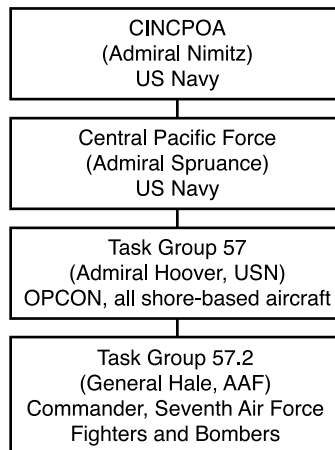 CINCPOA
(Admiral Nimitz)
US Navy
Central Pacific Force
(Admiral Spruance)
US Navy
Task Group 57
(Admiral Hoover, USN)
OPCON, all shore-based aircraft
Task Group 57.2
(General Hale, AAF)
Commander, Seventh Air Force
Fighters and Bombers